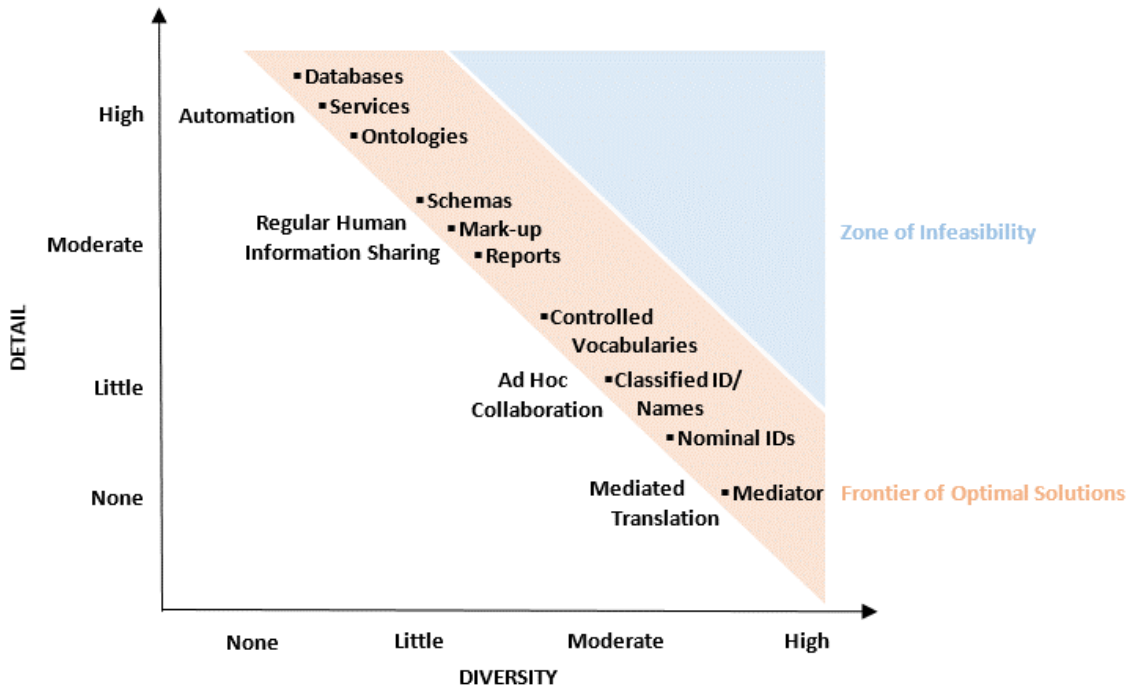 ▪Databases
High
▪Services
Automation
▪Ontologies
▪Schemas
Regular Human
Information Sharing
▪Mark-up
Moderate
▪Reports
Zone of Infeasibility
DETAIL
▪Controlled
Vocabularies
Little
Ad Hoc
Collaboration
▪Classified ID/
Names
▪Nominal IDs
None
Mediated
Translation
▪Mediator
Frontier of Optimal Solutions
None
Little
Moderate
High
DIVERSITY